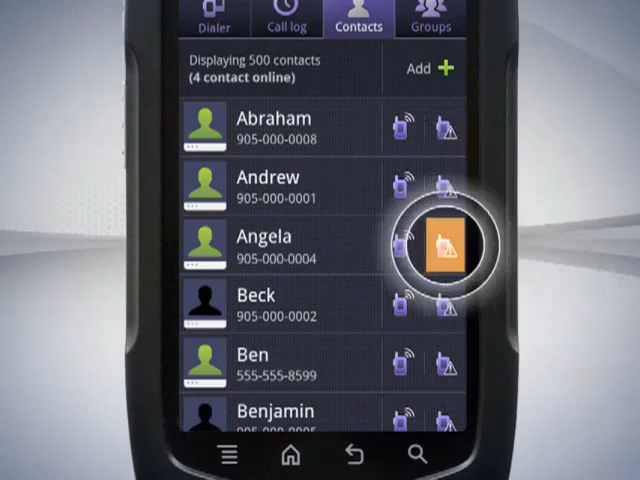 Dialer
Call log
Contacts
Groups
Displaying 500 contacts
(4 contact online)
Add
Abraham
905-000-0008
Andrew
905-000-0001
Angela
905-000-0004
Beck
905-000-0002
Ben
555-555-8599
Benjamin